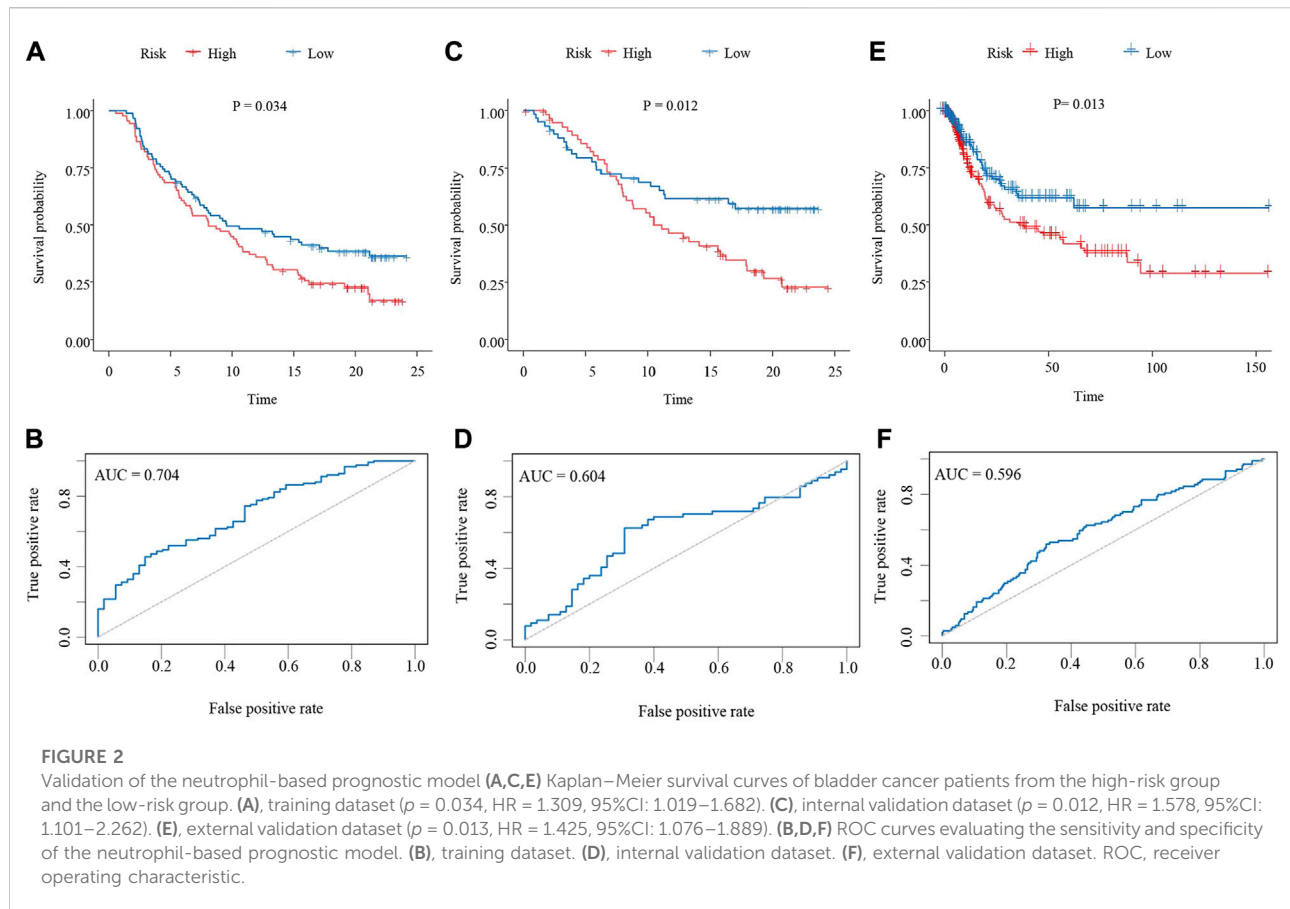 A
Risk High Low
P = 0.034
1.00
0.75
0.50
0.25
0.00
Survival probability
0 5 10 15 20 25
Time
C
Risk High Low
P = 0.012
1.00
0.75
0.50
0.25
0.00
Survival probability
0 5 10 15 20 25
Time
E
Risk High Low
P= 0.013
1.00
0.75
0.50
0.25
0.00
Survival probability
0 50 100 150
Time
B
AUC = 0.704
0.8
0.4
0.0
True positive rate
0.0 0.2 0.4 0.6 0.8 1.0
False positive rate
D
AUC = 0.604
0.8
0.4
0.0
True positive rate
0.0 0.2 0.4 0.6 0.8 1.0
False positive rate
F
AUC = 0.596
0.8
0.4
0.0
True positive rate
0.0 0.2 0.4 0.6 0.8 1.0
False positive rate
FIGURE 2
Validation of the neutrophil-based prognostic model (A,C,E) Kaplan–Meier survival curves of bladder cancer patients from the high-risk group
and the low-risk group. (A), training dataset (p = 0.034, HR = 1.309, 95%CI: 1.019–1.682). (C), internal validation dataset (p = 0.012, HR = 1.578, 95%CI:
1.101–2.262). (E), external validation dataset (p = 0.013, HR = 1.425, 95%CI: 1.076–1.889). (B,D,F) ROC curves evaluating the sensitivity and specificity
of the neutrophil-based prognostic model. (B), training dataset. (D), internal validation dataset. (F), external validation dataset. ROC, receiver
operating characteristic.